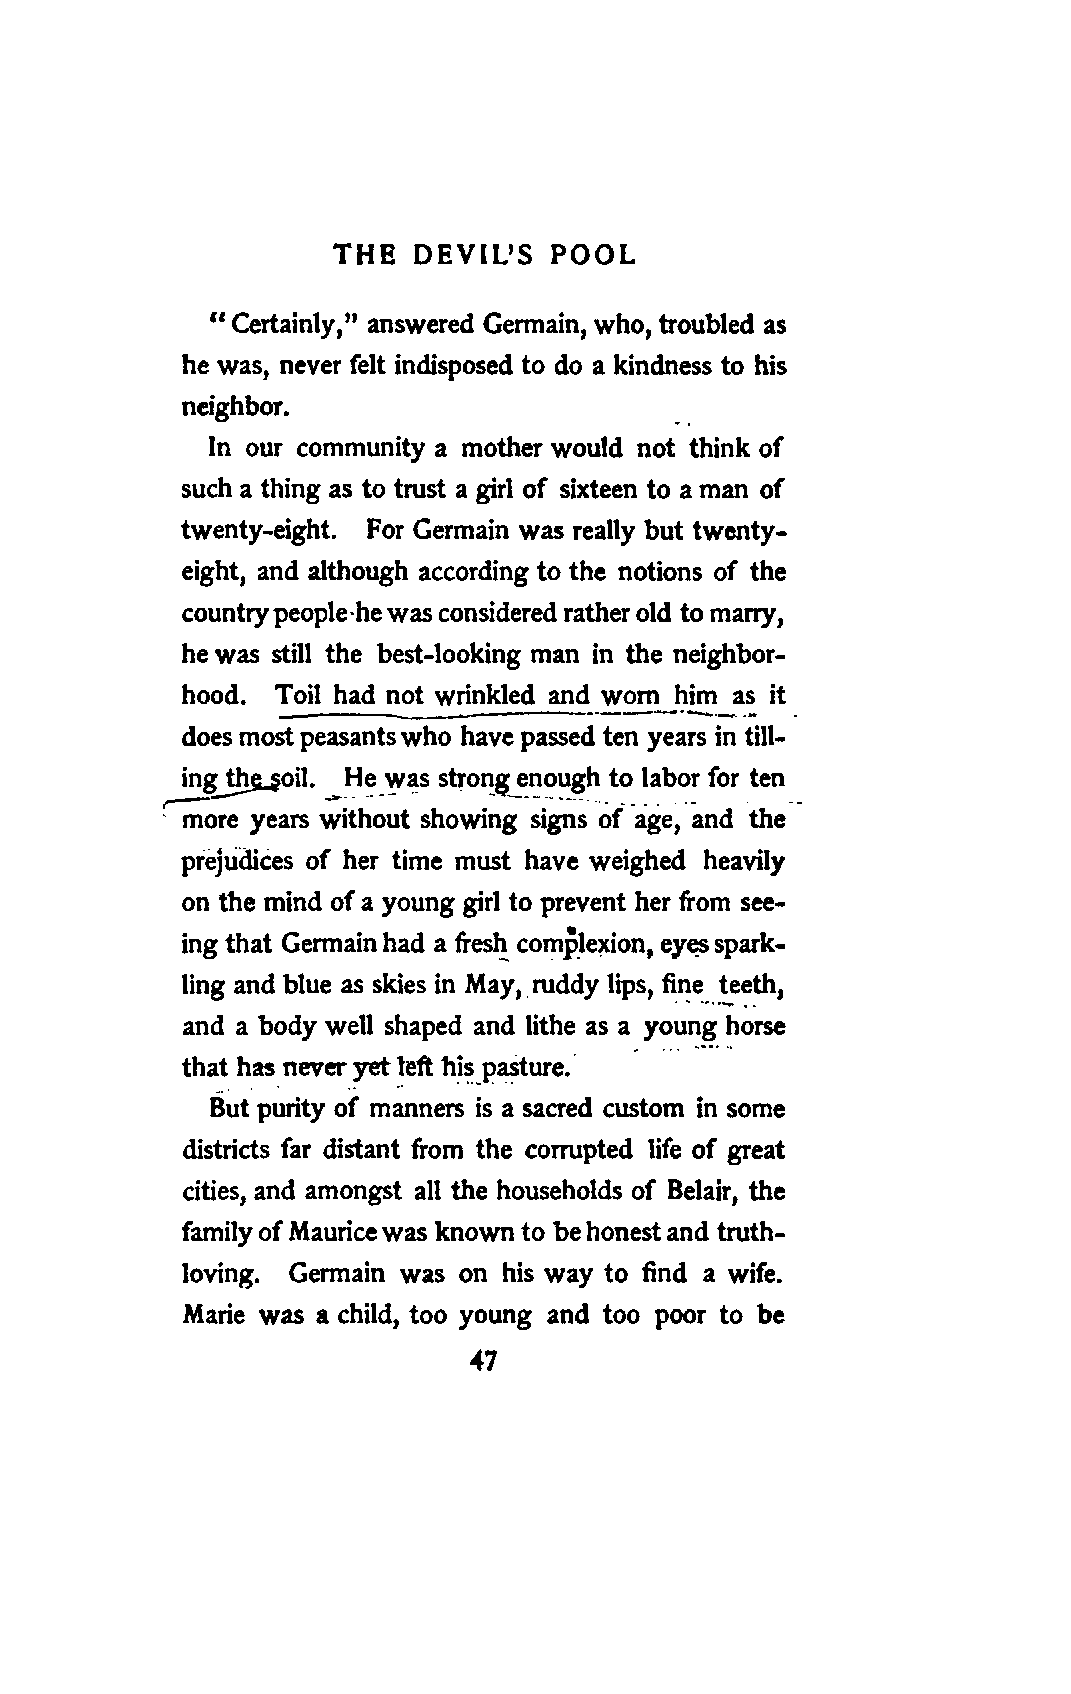 THE DEVIL'S POOL
"Certainly," answered Germain, who, troubled as
he was, never felt indisposed to do a kindness to his
neighbor.
In our community a mother would not think of
such a thing as to trust a girl of sixteen to a man of
twenty-eight. For Germain was really but twenty-
eight, and although according to the notions of the
country people he was considered rather old to marry,
he was still the best-looking man in the neighbor-
hood. Toil had not wrinkled and worn him as it
does most peasants who have passed ten years in till-
ing the soil. He was strong enough to labor for ten
more years without showing signs of age, and the
prejudices of her time must have weighed heavily
on the mind of a young girl to prevent her from see-
ing that Germain had a fresh complexion, eyes spark-
ling and blue as skies in May, ruddy lips, fine teeth,
and a body well shaped and lithe as a young horse
that has never yet left his pasture.
But purity of manners is a sacred custom in some
districts far distant from the corrupted life of great
cities, and amongst all the households of Belair, the
family of Maurice was known to be honest and truth-
loving. Germain was on his way to find a wife.
Marie was a child, too young and too poor to be
47